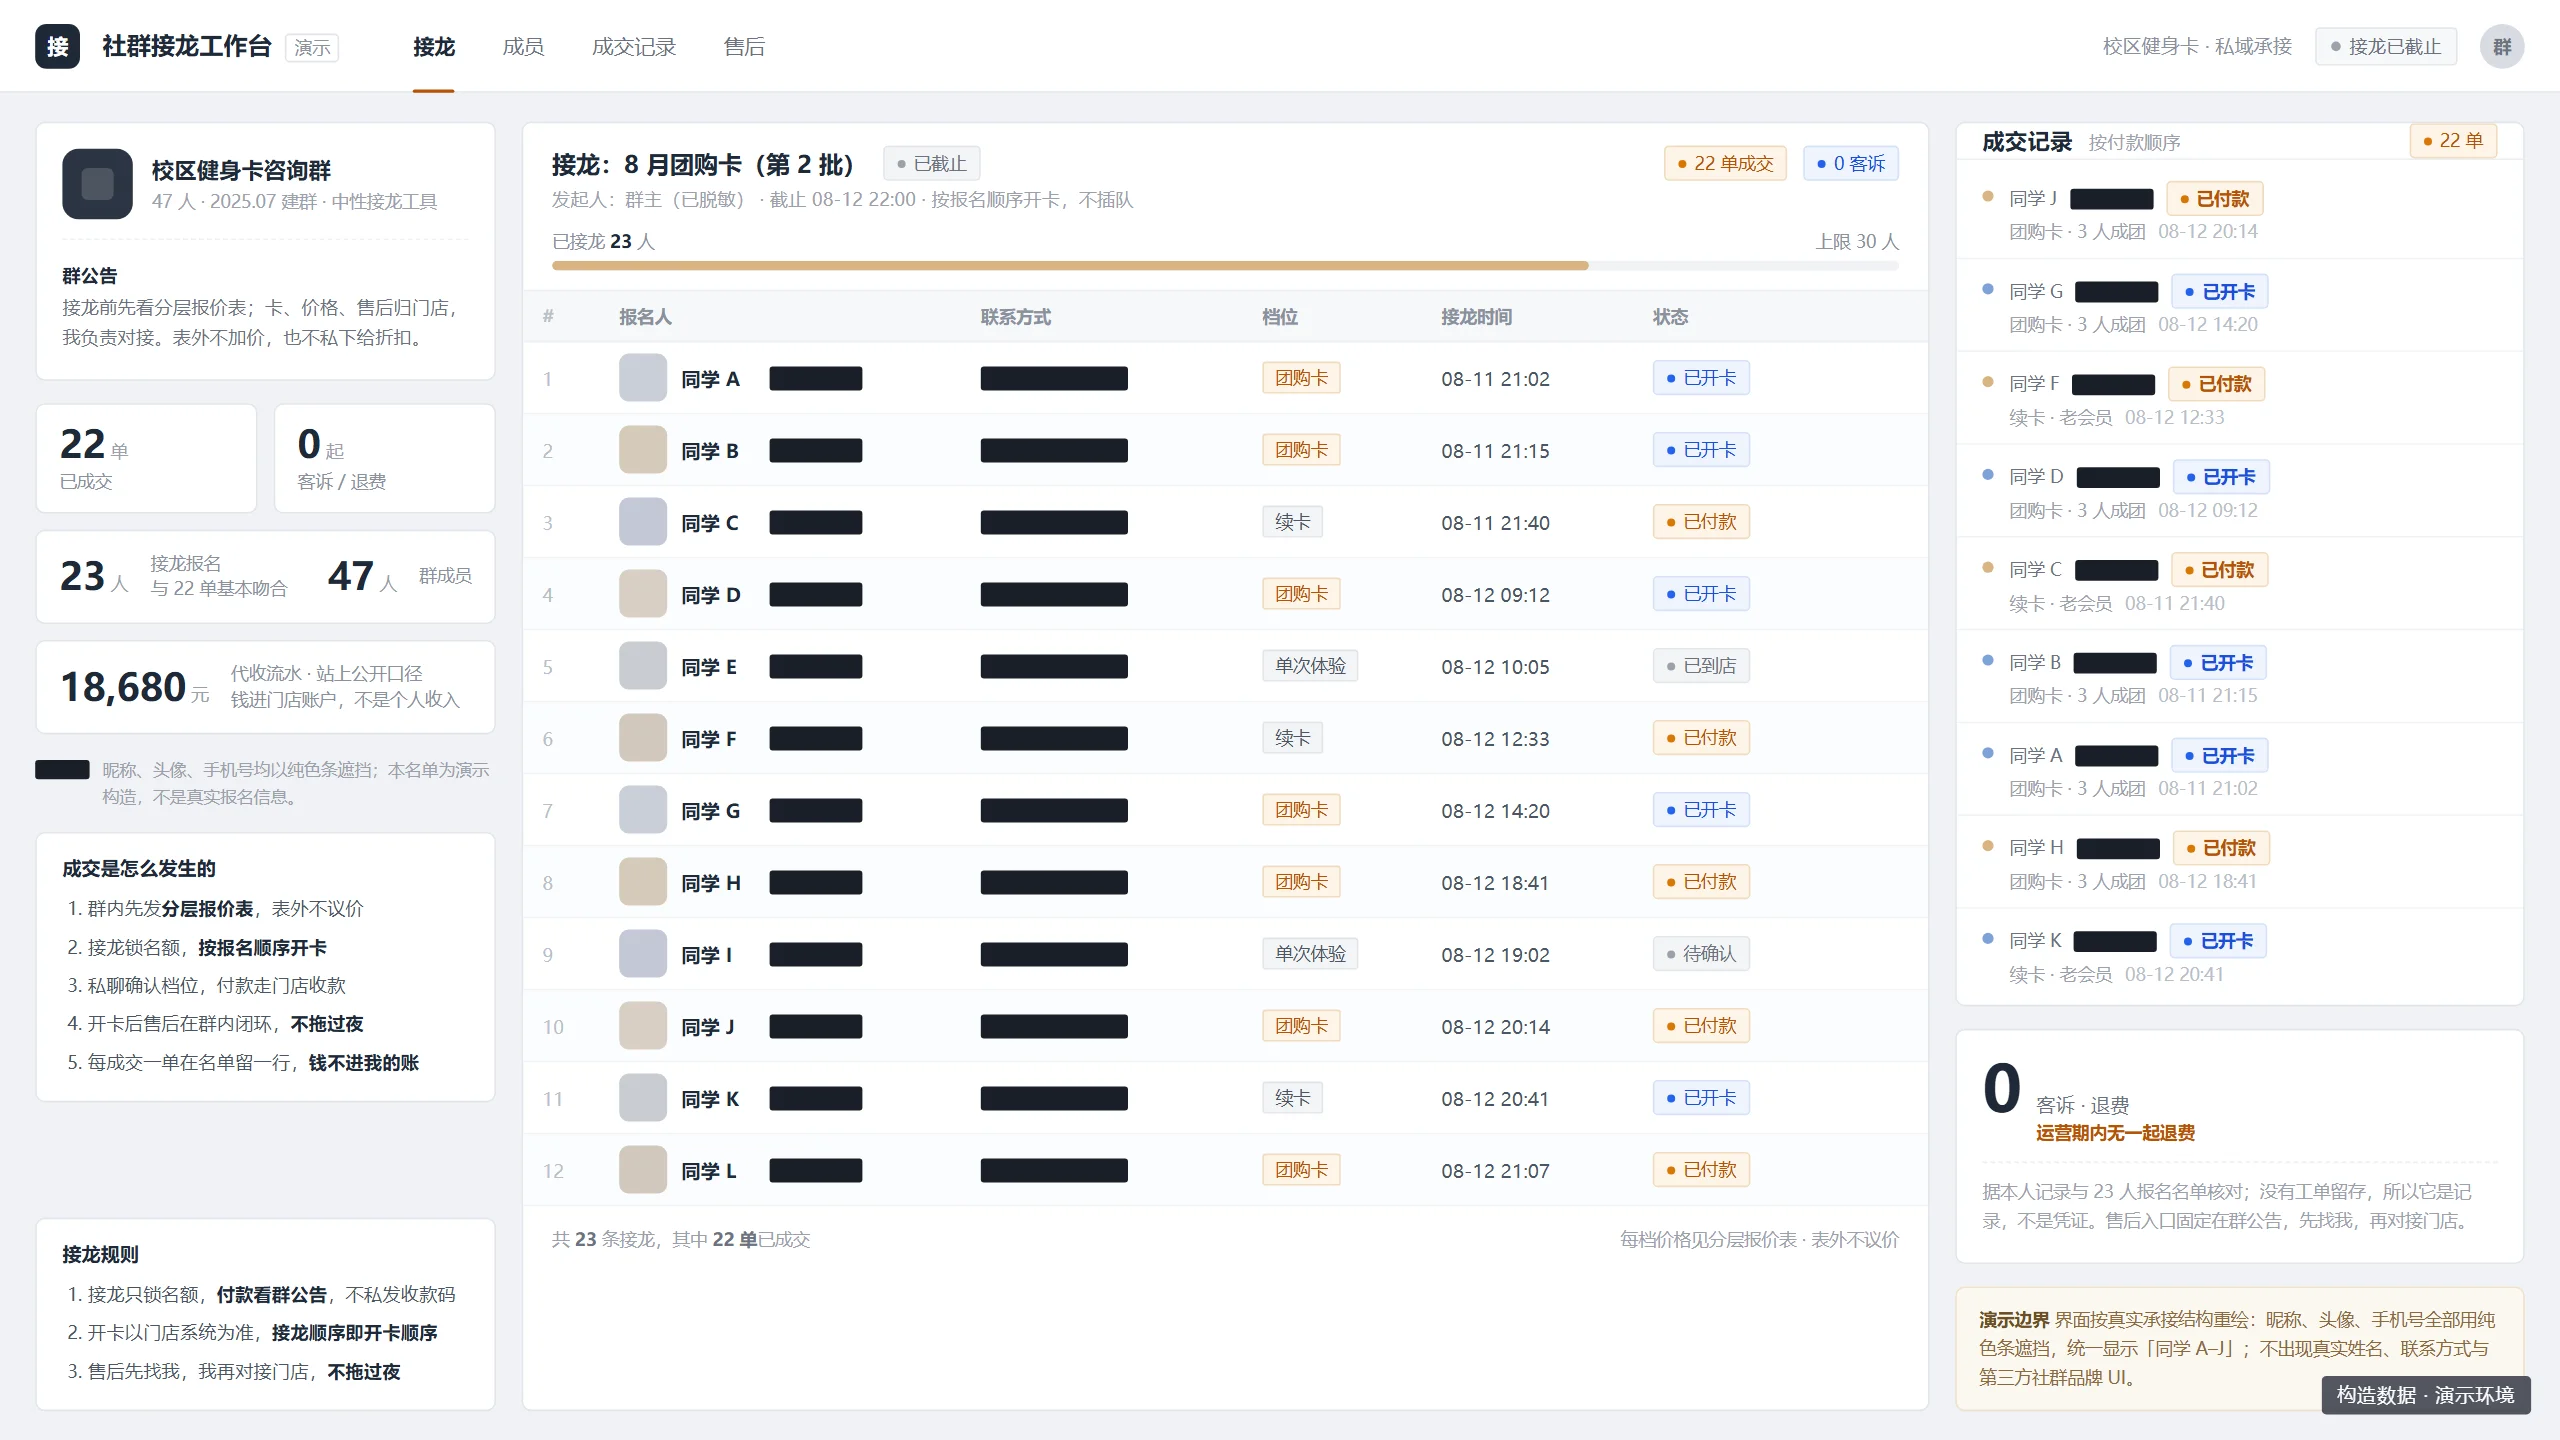 接 社群接龙工作台 演示 接龙 成员 成交记录 售后 校区健身卡 · 私域承接 接龙已截止 群
校区健身卡咨询群
47 人 · 2025.07 建群 · 中性接龙工具
群公告
接龙前先看分层报价表；卡、价格、售后归门店，
我负责对接。表外不加价，也不私下给折扣。
22 单
已成交
0 起
客诉 / 退费
23 人 接龙报名
与 22 单基本吻合
47 人 群成员
18,680 元 代收流水 · 站上公开口径
钱进门店账户，不是个人收入
昵称、头像、手机号均以纯色条遮挡；本名单为演示
构造，不是真实报名信息。
成交是怎么发生的
1. 群内先发分层报价表，表外不议价
2. 接龙锁名额，按报名顺序开卡
3. 私聊确认档位，付款走门店收款
4. 开卡后售后在群内闭环，不拖过夜
5. 每成交一单在名单留一行，钱不进我的账
接龙规则
1. 接龙只锁名额，付款看群公告，不私发收款码
2. 开卡以门店系统为准，接龙顺序即开卡顺序
3. 售后先找我，我再对接门店，不拖过夜
接龙：8 月团购卡（第 2 批） 已截止 22 单成交 0 客诉
发起人：群主（已脱敏） · 截止 08-12 22:00 · 按报名顺序开卡，不插队
已接龙 23 人 上限 30 人
# 报名人 联系方式 档位 接龙时间 状态
1 同学 A 团购卡 08-11 21:02 已开卡
2 同学 B 团购卡 08-11 21:15 已开卡
3 同学 C 续卡 08-11 21:40 已付款
4 同学 D 团购卡 08-12 09:12 已开卡
5 同学 E 单次体验 08-12 10:05 已到店
6 同学 F 续卡 08-12 12:33 已付款
7 同学 G 团购卡 08-12 14:20 已开卡
8 同学 H 团购卡 08-12 18:41 已付款
9 同学 I 单次体验 08-12 19:02 待确认
10 同学 J 团购卡 08-12 20:14 已付款
11 同学 K 续卡 08-12 20:41 已开卡
12 同学 L 团购卡 08-12 21:07 已付款
共 23 条接龙，其中 22 单已成交 每档价格见分层报价表 · 表外不议价
成交记录 按付款顺序 22 单
同学 J 已付款
团购卡 · 3 人成团 08-12 20:14
同学 G 已开卡
团购卡 · 3 人成团 08-12 14:20
同学 F 已付款
续卡 · 老会员 08-12 12:33
同学 D 已开卡
团购卡 · 3 人成团 08-12 09:12
同学 C 已付款
续卡 · 老会员 08-11 21:40
同学 B 已开卡
团购卡 · 3 人成团 08-11 21:15
同学 A 已开卡
团购卡 · 3 人成团 08-11 21:02
同学 H 已付款
团购卡 · 3 人成团 08-12 18:41
同学 K 已开卡
续卡 · 老会员 08-12 20:41
0 客诉 · 退费
运营期内无一起退费
据本人记录与 23 人报名名单核对；没有工单留存，所以它是记
录，不是凭证。售后入口固定在群公告，先找我，再对接门店。
演示边界 界面按真实承接结构重绘：昵称、头像、手机号全部用纯
色条遮挡，统一显示「同学 A–J」；不出现真实姓名、联系方式与
第三方社群品牌 UI。
构造数据 · 演示环境